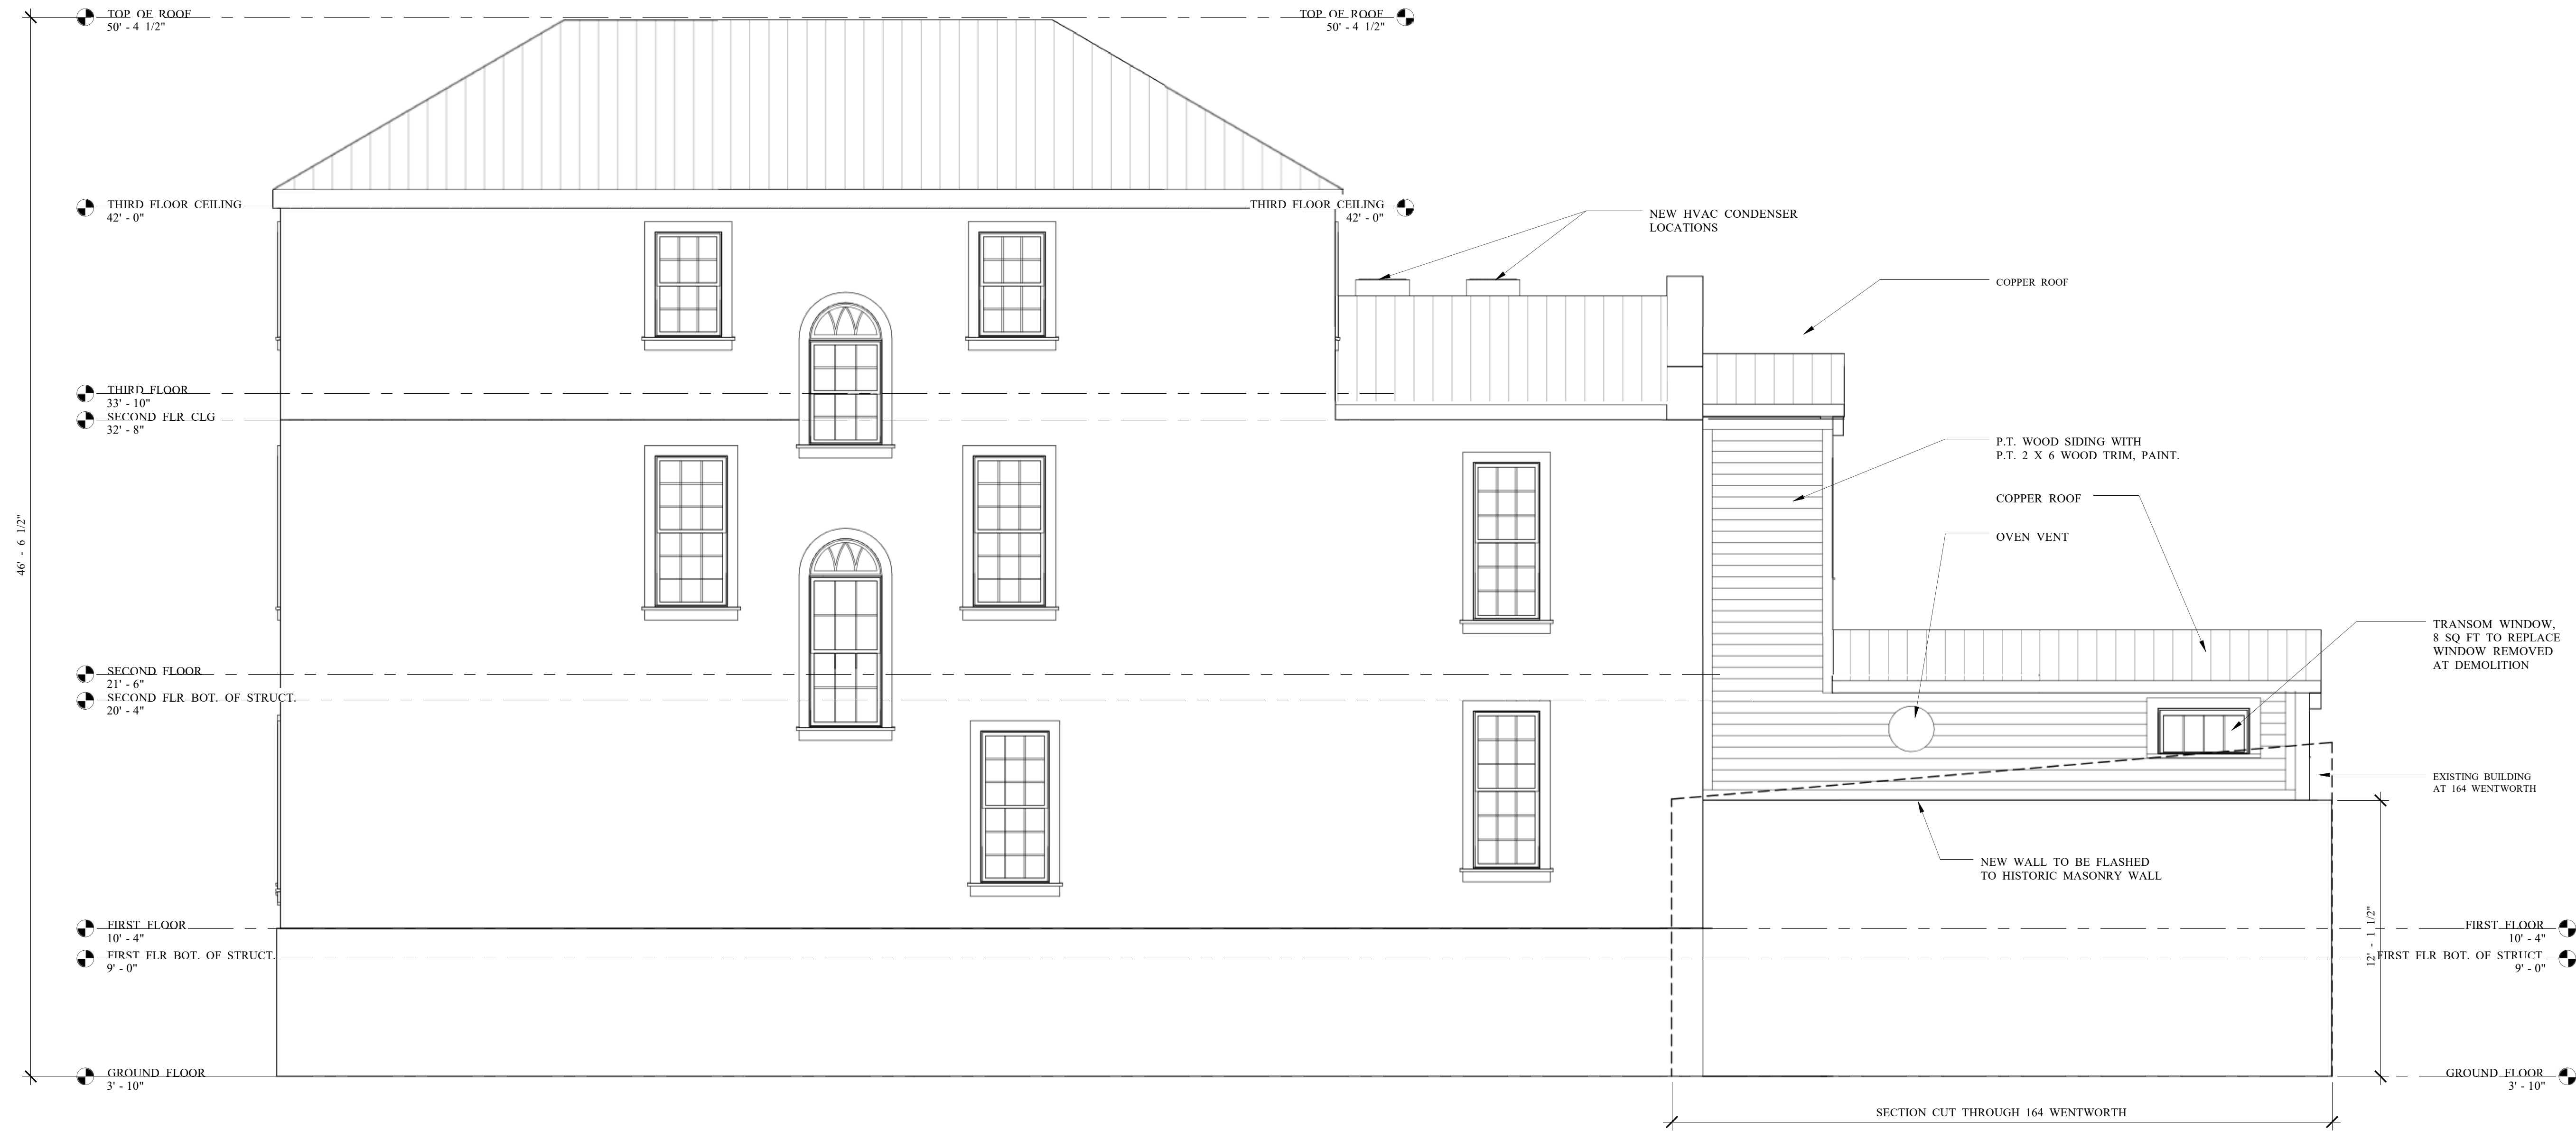 TOP OF ROOF
50' - 4 1/2"
TOP OF ROOF
50' - 4 1/2"
THIRD FLOOR CEILING
42' - 0"
THIRD FLOOR CEILING
42' - 0"
NEW HVAC CONDENSER
LOCATIONS
COPPER ROOF
THIRD FLOOR
33' - 10"
SECOND FLR CLG
32' - 8"
P.T. WOOD SIDING WITH
P.T. 2 X 6 WOOD TRIM, PAINT.
COPPER ROOF
OVEN VENT
46' - 6 1/2"
TRANSOM WINDOW,
8 SQ FT TO REPLACE
WINDOW REMOVED
AT DEMOLITION
SECOND FLOOR
21' - 6"
SECOND FLR BOT. OF STRUCT.
20' - 4"
EXISTING BUILDING
AT 164 WENTWORTH
NEW WALL TO BE FLASHED
TO HISTORIC MASONRY WALL
FIRST FLOOR
10' - 4"
FIRST FLR BOT. OF STRUCT.
9' - 0"
12' - 1 1/2"
FIRST FLOOR
10' - 4"
FIRST FLR BOT. OF STRUCT.
9' - 0"
GROUND FLOOR
3' - 10"
GROUND FLOOR
3' - 10"
SECTION CUT THROUGH 164 WENTWORTH